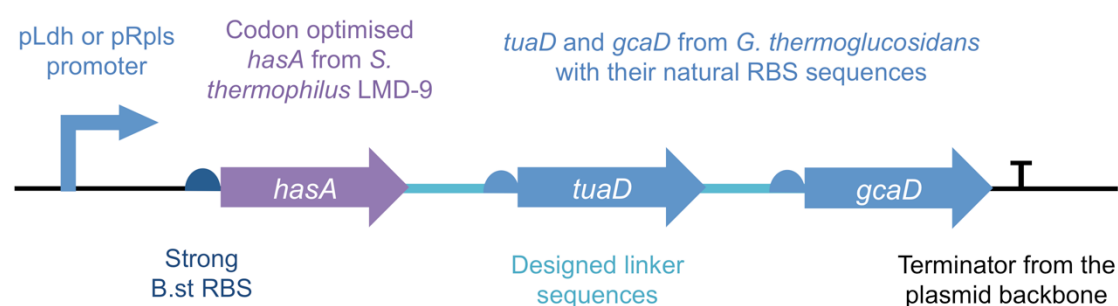 pLdh or pRpls
promoter
Codon optimised
hasA from S.
thermophilus LMD-9
tuaD and gcaD from G. thermoglucosidans
with their natural RBS sequences
hasA
tuaD
gcaD
Strong
B.st RBS
Designed linker
sequences
Terminator from the
plasmid backbone